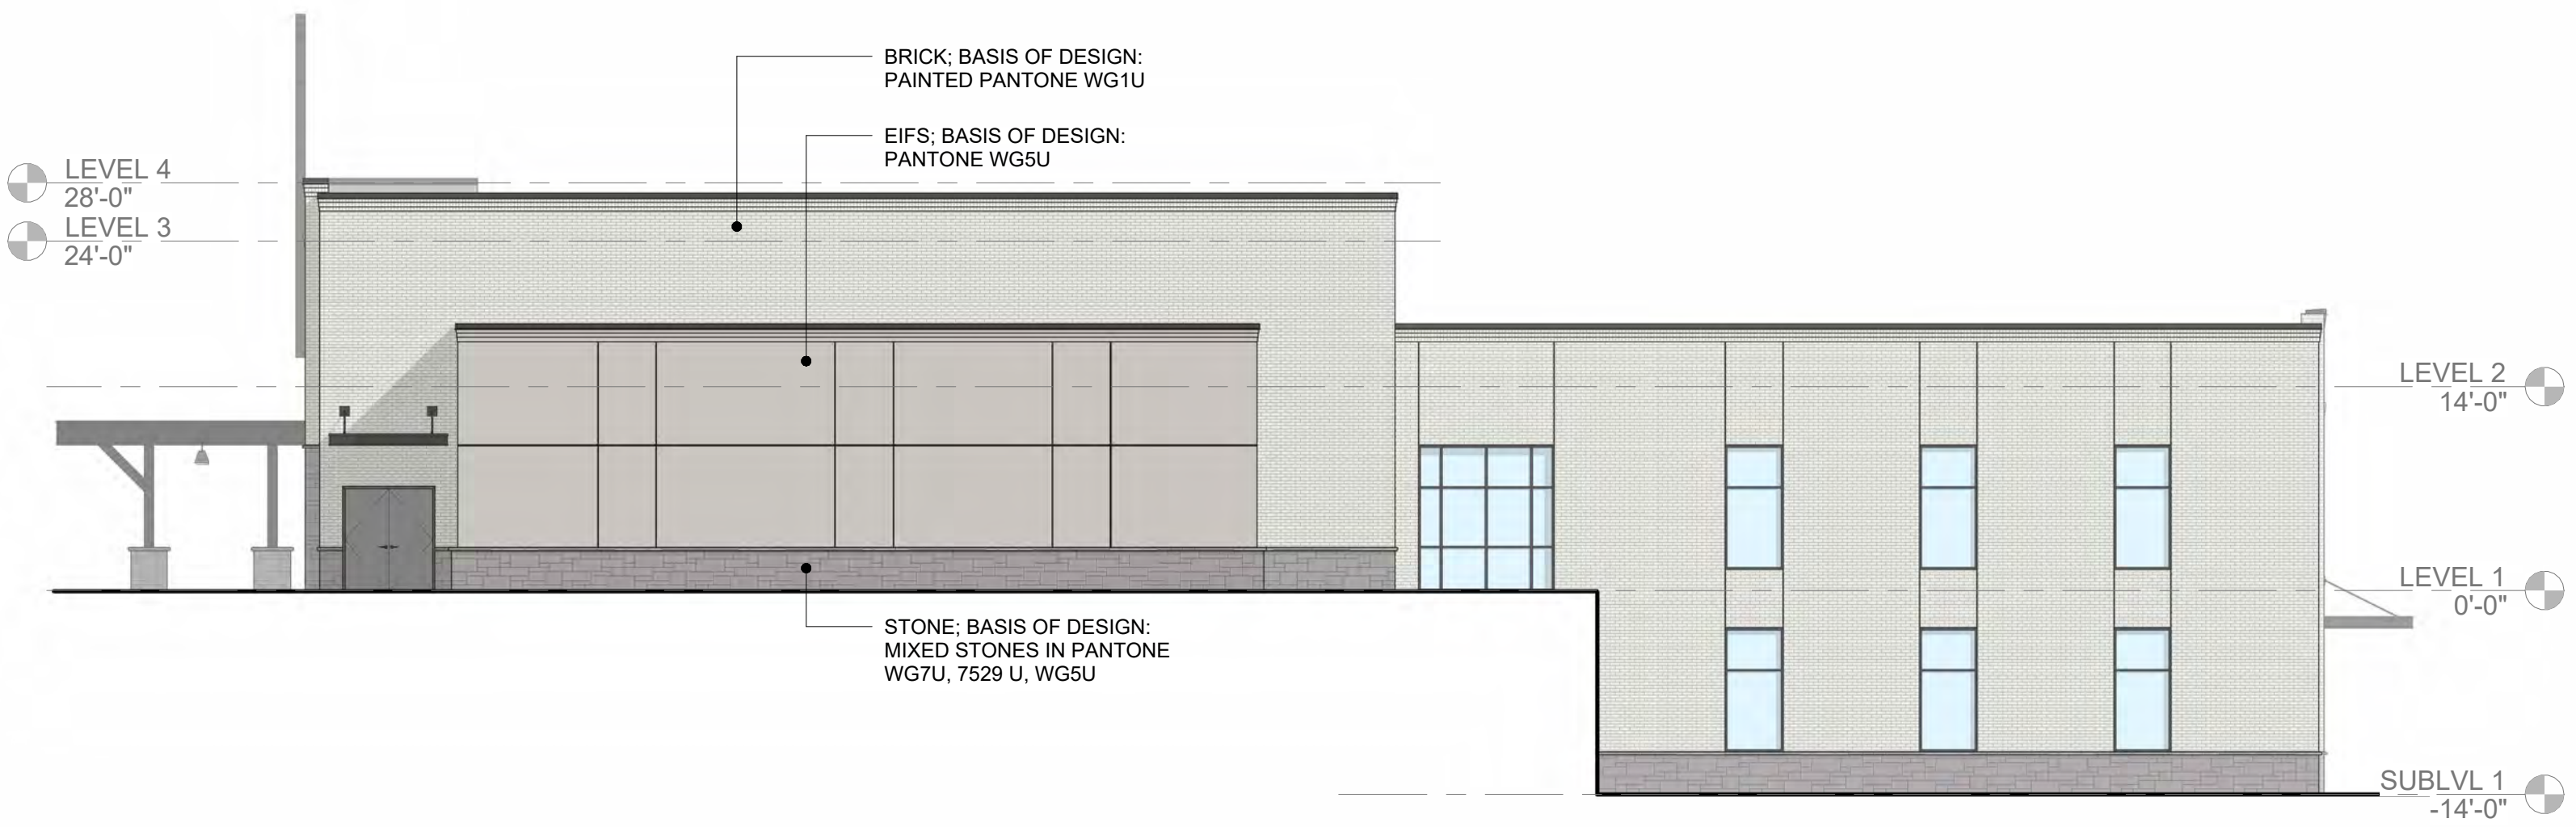 BRICK; BASIS OF DESIGN:
PAINTED PANTONE WG1U
EIFS; BASIS OF DESIGN:
PANTONE WG5U
LEVEL 4
28'-0"
LEVEL 3
24'-0"
LEVEL 2
14'-0"
LEVEL 1
0'-0"
STONE; BASIS OF DESIGN:
MIXED STONES IN PANTONE
WG7U, 7529 U, WG5U
SUBLVL 1
-14'-0"